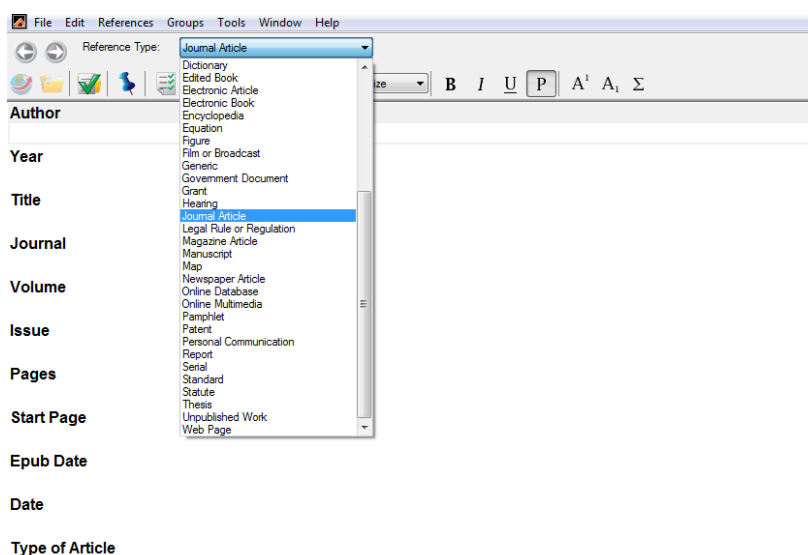 File Edit References Groups Tools Window Help
Reference Type: Journal Article
Dictionary
Edited Book
Electronic Article
Electronic Book
Encyclopedia
Equation
Figure
Film or Broadcast
Generic
Government Document
Grant
Hearing
Journal Article
Legal Rule or Regulation
Magazine Article
Manuscript
Map
Newspaper Article
Online Database
Online Multimedia
Pamphlet
Patent
Personal Communication
Report
Serial
Standard
Statute
Thesis
Unpublished Work
Web Page
ize B I U P A¹ A₁ Σ
Author
Year
Title
Journal
Volume
Issue
Pages
Start Page
Epub Date
Date
Type of Article